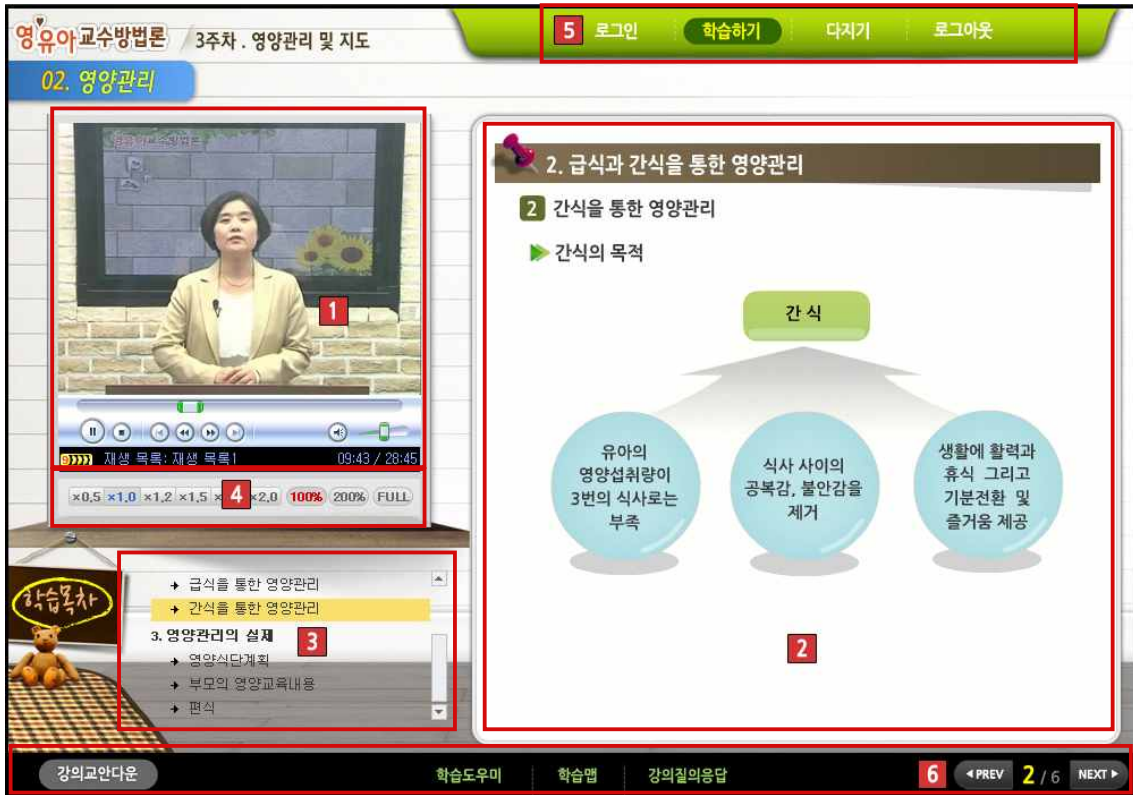 영유아교수방법론
3주차 . 영양관리 및 지도
5 로그인 학습하기 다지기 로그아웃
02. 영양관리
영유아교수방법론
1
재생 목록: 재생 목록1 09:43 / 28:45
×0,5 ×1,0 ×1,2 ×1,5 4 ×2,0 100% 200% FULL
학습목차
급식을 통한 영양관리
간식을 통한 영양관리
3. 영양관리의 실제
3
영양식단계획
부모의 영양교육내용
편식
2. 급식과 간식을 통한 영양관리
2 간식을 통한 영양관리
간식의 목적
간 식
유아의
영양섭취량이
3번의 식사로는
부족
식사 사이의
공복감, 불안감을
제거
생활에 활력과
휴식 그리고
기분전환 및
즐거움 제공
2
강의교안다운 학습도우미 학습맵 강의질의응답 6 PREV 2 / 6 NEXT